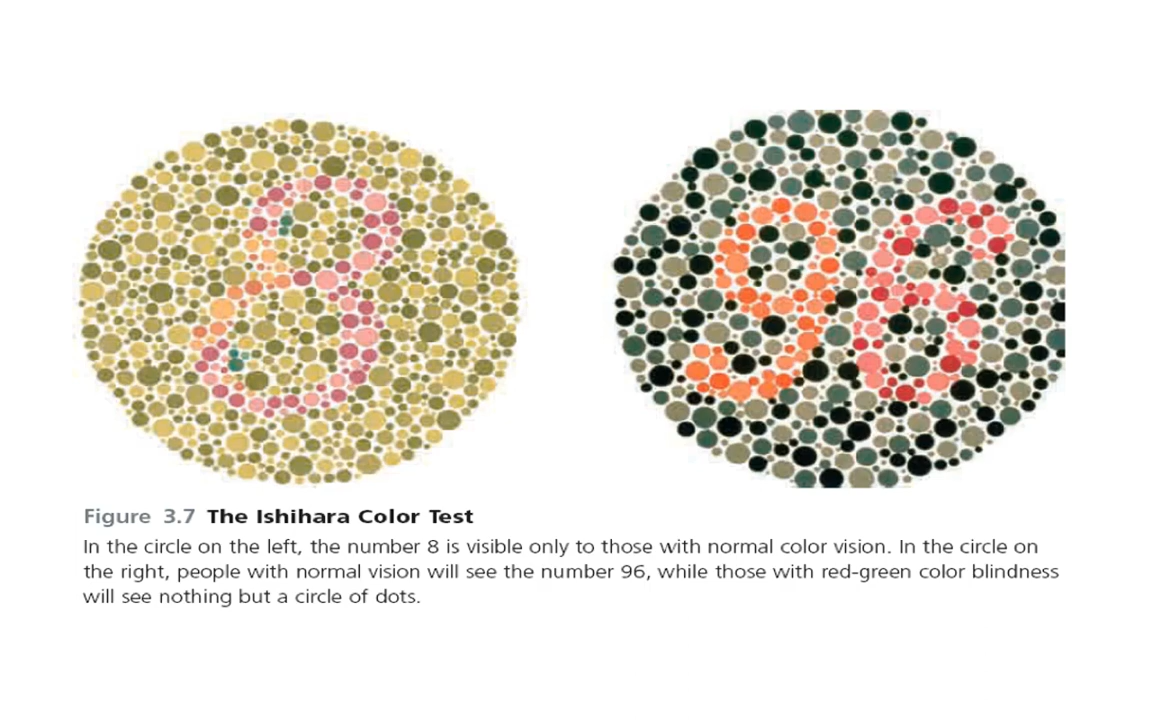 8 96
Figure 3.7 The Ishihara Color Test
In the circle on the left, the number 8 is visible only to those with normal color vision. In the circle on
the right, people with normal vision will see the number 96, while those with red-green color blindness
will see nothing but a circle of dots.